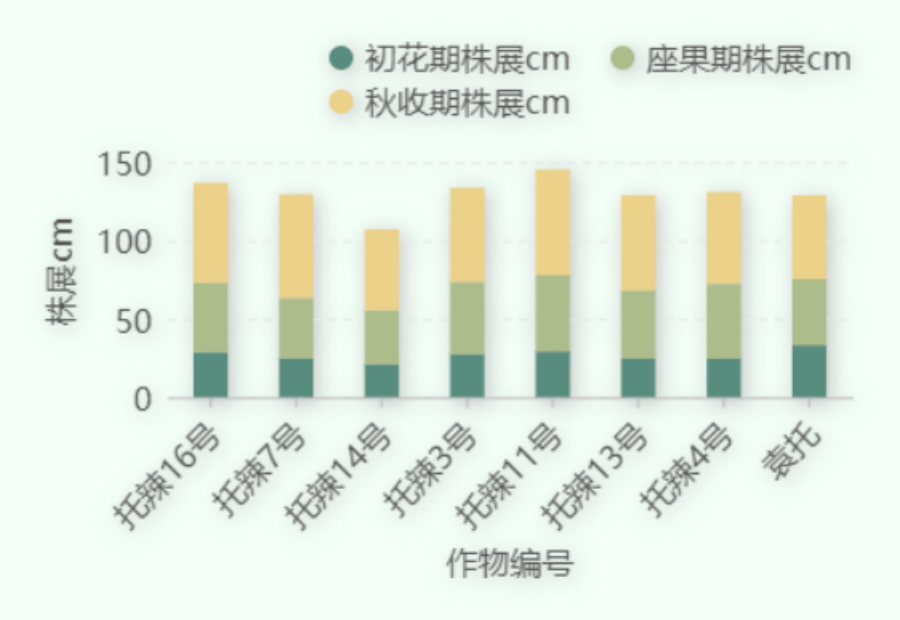 初花期株展cm 座果期株展cm
秋收期株展cm
株展cm
150
100
50
0
托辣16号 托辣7号 托辣14号 托辣3号 托辣11号 托辣13号 托辣4号 袁托
作物编号